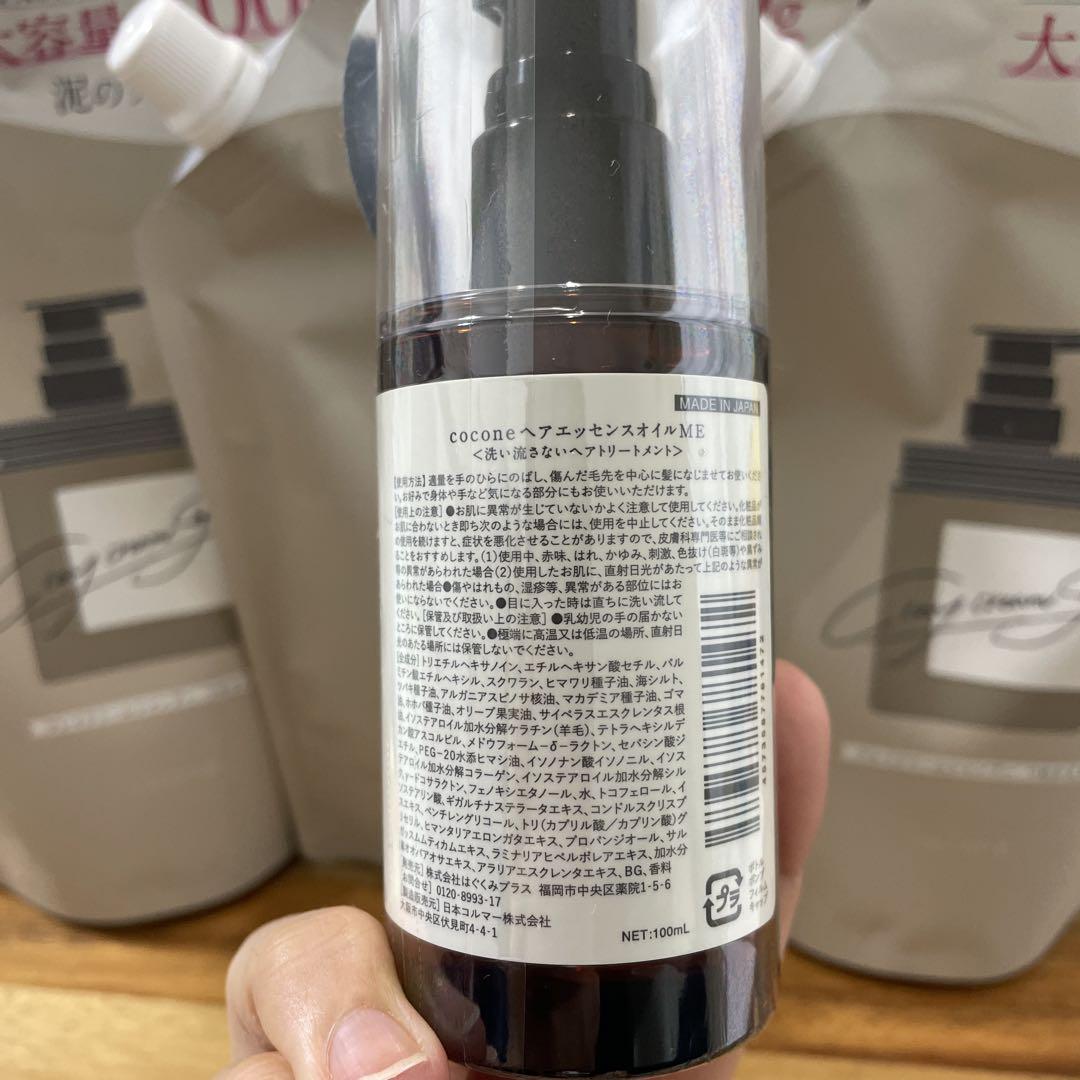 大容量
泥の
大
MADE IN JAPAN
coconeヘアエッセンスオイルME
<洗い流さないヘアトリートメント>
【使用方法】適量を手のひらにのばし、傷んだ毛先を中心に髪になじませてお使いくださ
い。お好みで身体や手など気になる部分にもお使いいただけます。
[使用上の注意]●お肌に異常が生じていないかよく注意して使用してください。化粧品が
お肌に合わないとき即ち次のような場合には、使用を中止してください。そのまま化粧品類
の使用を続けますと、症状を悪化させることがありますので、皮膚科専門医等にご相談され
ることをおすすめします。(1)使用中、赤味、はれ、かゆみ、刺激、色抜け(白斑等)や黒ずみ
等の異常があらわれた場合(2)使用したお肌に、直射日光があたって上記のような異常が
あらわれた場合●傷やはれもの、湿疹等、異常がある部位にはお
使いにならないでください。●目に入った時は直ちに洗い流して
ください。[保管及び取扱い上の注意]●乳幼児の手の届かない
ところに保管してください。●極端に高温又は低温の場所、直射日
光のあたる場所には保管しないでください。
【全成分】トリエチルヘキサノイン、エチルヘキサン酸セチル、パル
ミチン酸エチルヘキシル、スクワラン、ヒマワリ種子油、海シルト、
ツバキ種子油、アルガニアスピノサ核油、マカデミア種子油、ゴマ
油、ホホバ種子油、オリーブ果実油、サイペラスエスクレンタス根
油、イソステアロイル加水分解ケラチン(羊毛)、テトラヘキシルデ
カン酸アスコルビル、メドウフォーム-δ-ラクトン、セバシン酸ジ
エチル、PEG-20水添ヒマシ油、イソノナン酸イソノニル、イソス
テアロイル加水分解コラーゲン、イソステアロイル加水分解シル
ク、γ-ドコサラクトン、フェノキシエタノール、水、トコフェロール、イ
ソステアリン酸、ギガルチナステラータエキス、コンドルスクリスプ
スエキス、ペンチレングリコール、トリ(カプリル酸/カプリン酸)グ
リセリル、ヒマンタリアエロンガタエキス、プロパンジオール、サル
ガッスムムティカムエキス、ラミナリアヒペルボレアエキス、加水分
解オオバアオサエキス、アラリアエスクレンタエキス、BG、香料
[発売元]株式会社はぐくみプラス 福岡市中央区薬院1-5-6
[お問合せ]0120-8993-17
[製造販売元]日本コルマー株式会社
大阪市中央区伏見町4-4-1
NET:100mL
プラ
ボトル
ポンプ
フィルム
キャップ